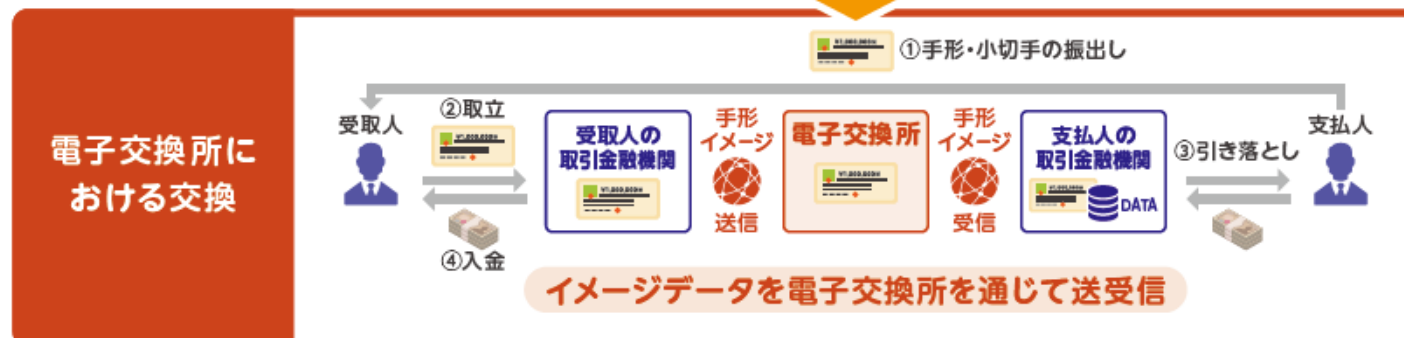 電子交換所に
おける交換
①手形・小切手の振出し
受取人
②取立
④入金
受取人の
取引金融機関
手形
イメージ
送信
電子交換所
手形
イメージ
受信
支払人の
取引金融機関
DATA
③引き落とし
支払人
イメージデータを電子交換所を通じて送受信